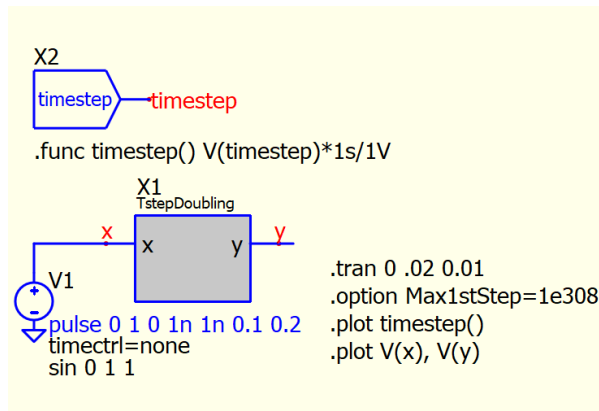 X2
timestep
timestep
.func timestep() V(timestep)*1s/1V
X1
TstepDoubling
x
x
y
y
V1
pulse 0 1 0 1n 1n 0.1 0.2
timectrl=none
sin 0 1 1
.tran 0 .02 0.01
.option Max1stStep=1e308
.plot timestep()
.plot V(x), V(y)